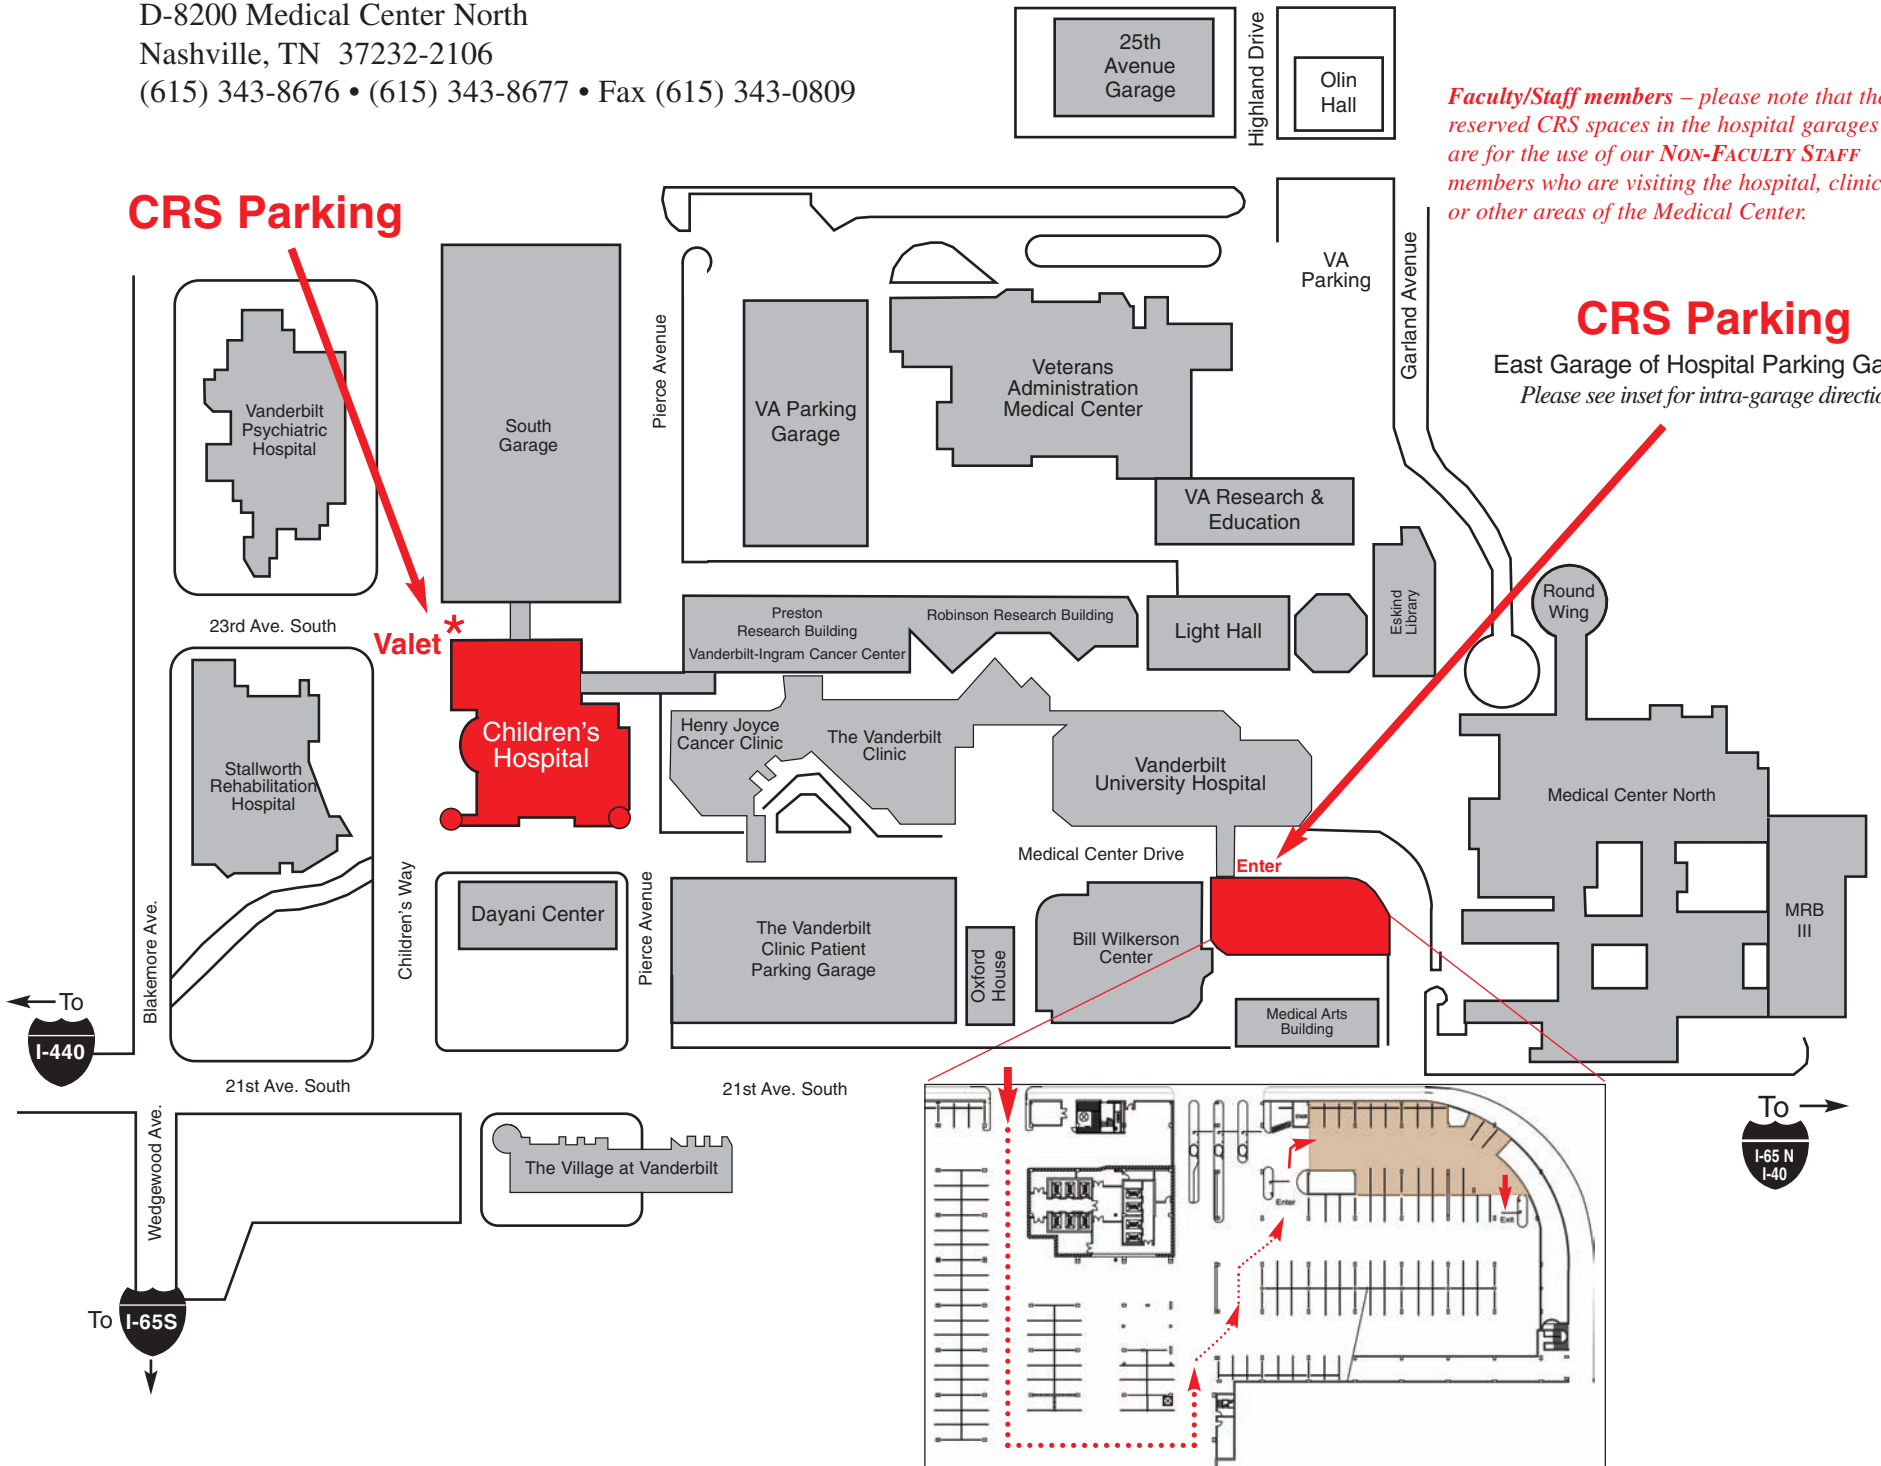 D-8200 Medical Center North
Nashville, TN  37232-2106
(615) 343-8676 • (615) 343-8677 • Fax (615) 343-0809
25th
Avenue
Garage
Highland Drive
Olin
Hall
Faculty/Staff members – please note that the
reserved CRS spaces in the hospital garages
are for the use of our NON-FACULTY STAFF
members who are visiting the hospital, clinic
or other areas of the Medical Center.
CRS Parking
VA
Parking
Garland Avenue
CRS Parking
East Garage of Hospital Parking Ga
Please see inset for intra-garage directio
Vanderbilt
Psychiatric
Hospital
South
Garage
Pierce Avenue
VA Parking
Garage
Veterans
Administration
Medical Center
VA Research &
Education
23rd Ave. South
Valet *
Preston
Research Building
Vanderbilt-Ingram Cancer Center
Robinson Research Building
Light Hall
Eskind
Library
Round
Wing
Children's
Hospital
Henry Joyce
Cancer Clinic
The Vanderbilt
Clinic
Vanderbilt
University Hospital
Stallworth
Rehabilitation
Hospital
Medical Center North
Medical Center Drive
Enter
Blakemore Ave.
Children's Way
Dayani Center
Pierce Avenue
The Vanderbilt
Clinic Patient
Parking Garage
Oxford
House
Bill Wilkerson
Center
Medical Arts
Building
MRB
III
To
I-440
21st Ave. South
21st Ave. South
To
I-65 N
I-40
Wedgewood Ave.
The Village at Vanderbilt
Enter
Exit
To
I-65S